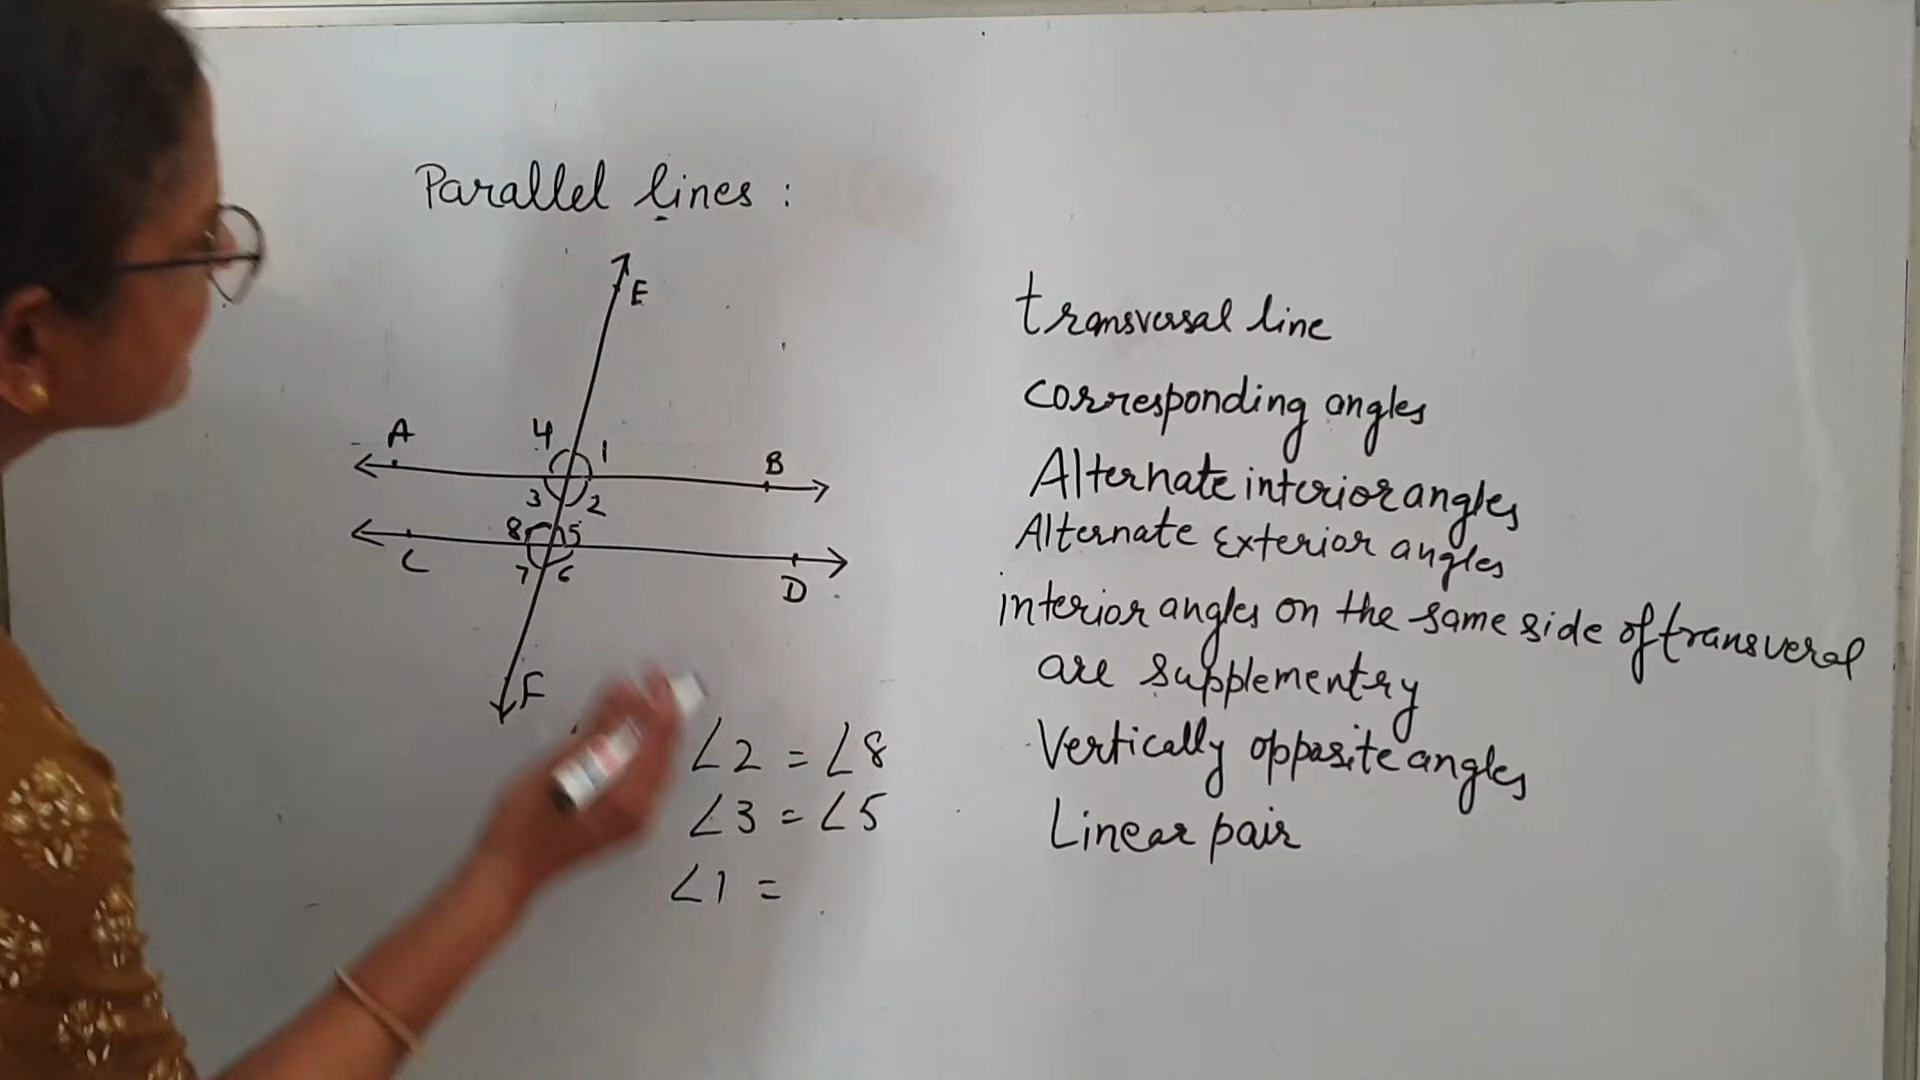 Parallel lines :
E
A
4
1
B
3
2
8
5
C
7
6
D
F
∠2 = ∠8
∠3 = ∠5
∠1 =
transversal line
corresponding angles
Alternate interior angles
Alternate Exterior angles
interior angles on the same side of transveral
are supplementry
Vertically opposite angles
Linear pair